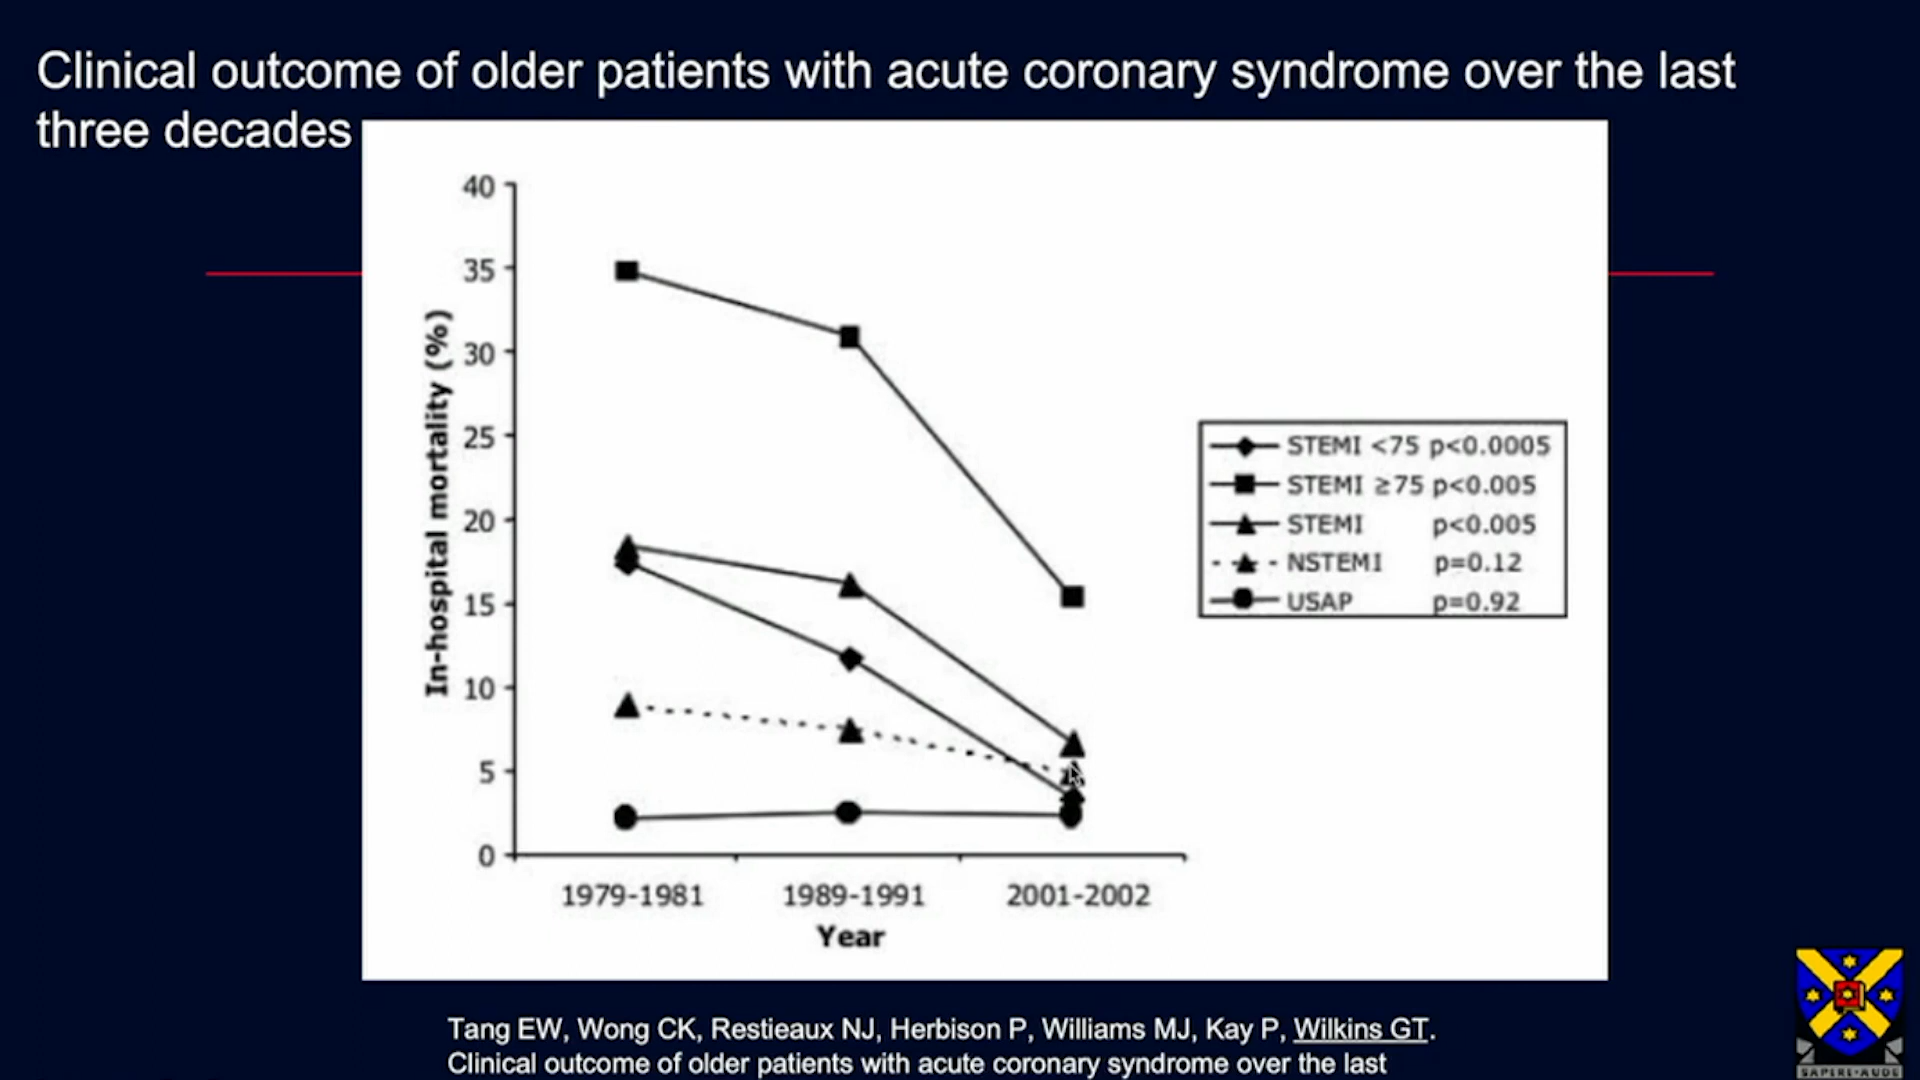 Clinical outcome of older patients with acute coronary syndrome over the last
three decades
40
35
30
25
20
15
10
5
0
In-hospital mortality (%)
1979-1981
1989-1991
2001-2002
Year
STEMI <75 p<0.0005
STEMI ≥75 p<0.005
STEMI p<0.005
NSTEMI p=0.12
USAP p=0.92
Tang EW, Wong CK, Restieaux NJ, Herbison P, Williams MJ, Kay P, Wilkins GT.
Clinical outcome of older patients with acute coronary syndrome over the last
SAPERE·AUDE